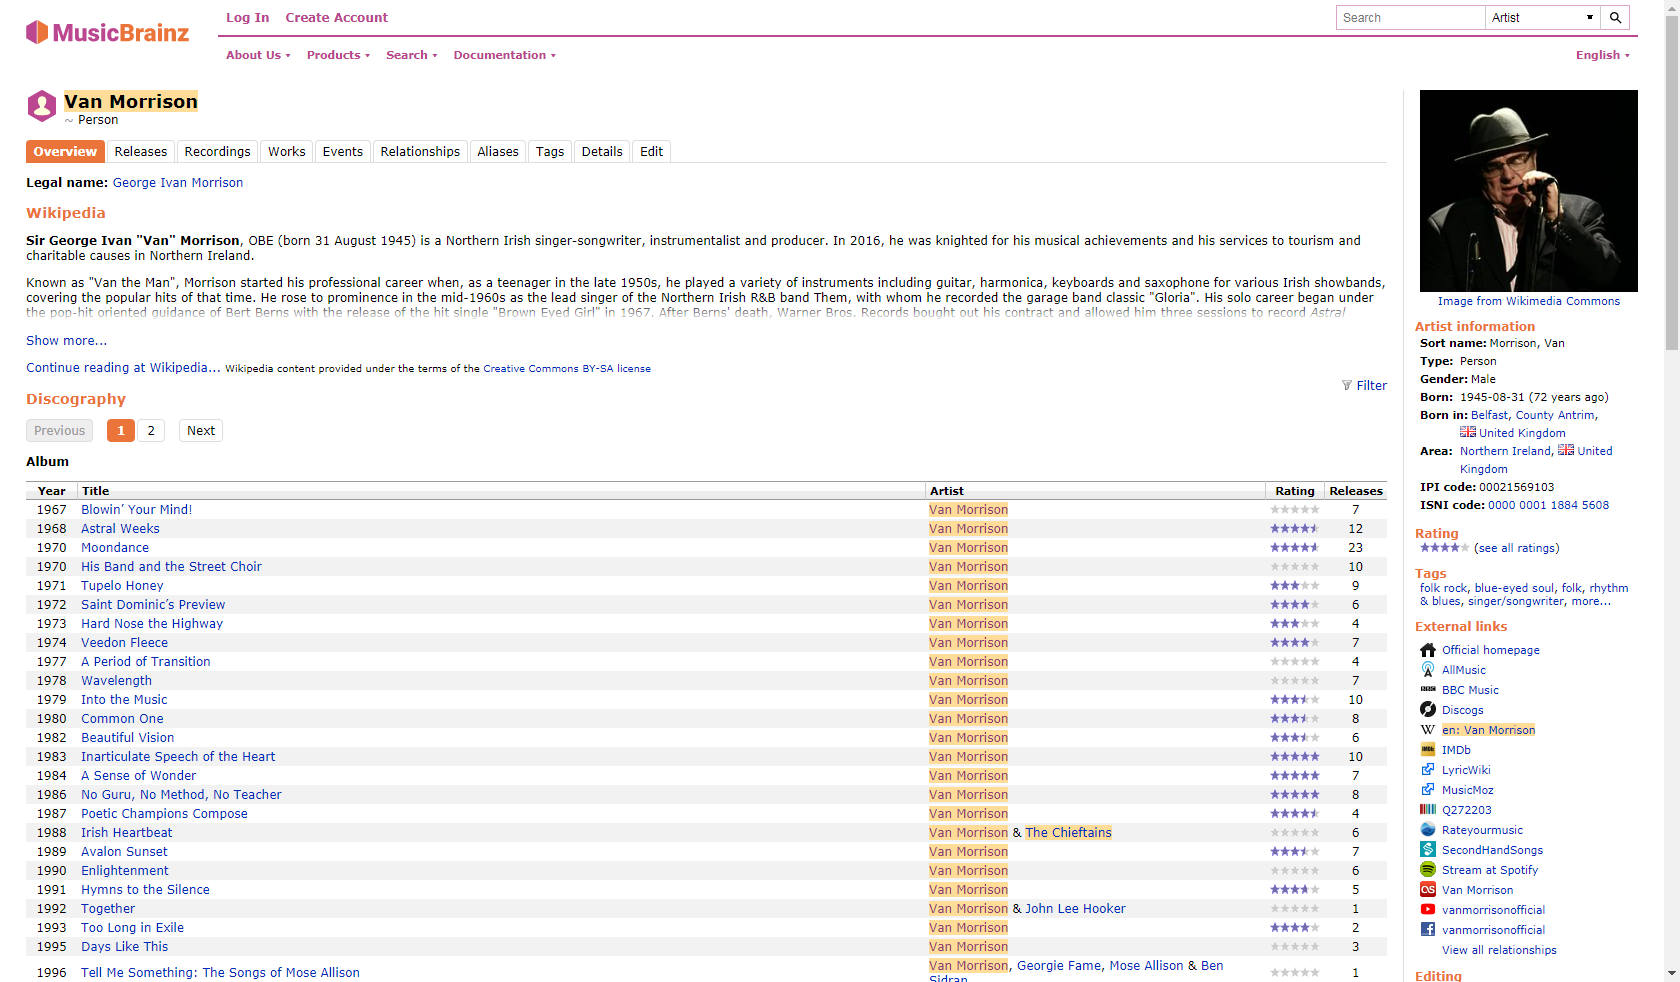 MusicBrainz
Log In Create Account
Search Artist
About Us Products Search Documentation
English
Van Morrison
~ Person
Overview Releases Recordings Works Events Relationships Aliases Tags Details Edit
Legal name: George Ivan Morrison
Wikipedia
Sir George Ivan "Van" Morrison, OBE (born 31 August 1945) is a Northern Irish singer-songwriter, instrumentalist and producer. In 2016, he was knighted for his musical achievements and his services to tourism and
charitable causes in Northern Ireland.
Known as "Van the Man", Morrison started his professional career when, as a teenager in the late 1950s, he played a variety of instruments including guitar, harmonica, keyboards and saxophone for various Irish showbands,
covering the popular hits of that time. He rose to prominence in the mid-1960s as the lead singer of the Northern Irish R&B band Them, with whom he recorded the garage band classic "Gloria". His solo career began under
the pop-hit oriented guidance of Bert Berns with the release of the hit single "Brown Eyed Girl" in 1967. After Berns' death, Warner Bros. Records bought out his contract and allowed him three sessions to record Astral
Show more...
Continue reading at Wikipedia... Wikipedia content provided under the terms of the Creative Commons BY-SA license
Filter
Discography
Previous 1 2 Next
Album
Year Title Artist Rating Releases
1967 Blowin’ Your Mind! Van Morrison 7
1968 Astral Weeks Van Morrison 12
1970 Moondance Van Morrison 23
1970 His Band and the Street Choir Van Morrison 10
1971 Tupelo Honey Van Morrison 9
1972 Saint Dominic’s Preview Van Morrison 6
1973 Hard Nose the Highway Van Morrison 4
1974 Veedon Fleece Van Morrison 7
1977 A Period of Transition Van Morrison 4
1978 Wavelength Van Morrison 7
1979 Into the Music Van Morrison 10
1980 Common One Van Morrison 8
1982 Beautiful Vision Van Morrison 6
1983 Inarticulate Speech of the Heart Van Morrison 10
1984 A Sense of Wonder Van Morrison 7
1986 No Guru, No Method, No Teacher Van Morrison 8
1987 Poetic Champions Compose Van Morrison 4
1988 Irish Heartbeat Van Morrison & The Chieftains 6
1989 Avalon Sunset Van Morrison 7
1990 Enlightenment Van Morrison 6
1991 Hymns to the Silence Van Morrison 5
1992 Together Van Morrison & John Lee Hooker 1
1993 Too Long in Exile Van Morrison 2
1995 Days Like This Van Morrison 3
1996 Tell Me Something: The Songs of Mose Allison Van Morrison, Georgie Fame, Mose Allison & Ben 1
Sidran
Image from Wikimedia Commons
Artist information
Sort name: Morrison, Van
Type: Person
Gender: Male
Born: 1945-08-31 (72 years ago)
Born in: Belfast, County Antrim,
United Kingdom
Area: Northern Ireland, United
Kingdom
IPI code: 00021569103
ISNI code: 0000 0001 1884 5608
Rating
(see all ratings)
Tags
folk rock, blue-eyed soul, folk, rhythm
& blues, singer/songwriter, more...
External links
Official homepage
AllMusic
BBC Music
Discogs
en: Van Morrison
IMDb
LyricWiki
MusicMoz
Q272203
Rateyourmusic
SecondHandSongs
Stream at Spotify
Van Morrison
vanmorrisonofficial
vanmorrisonofficial
View all relationships
Editing